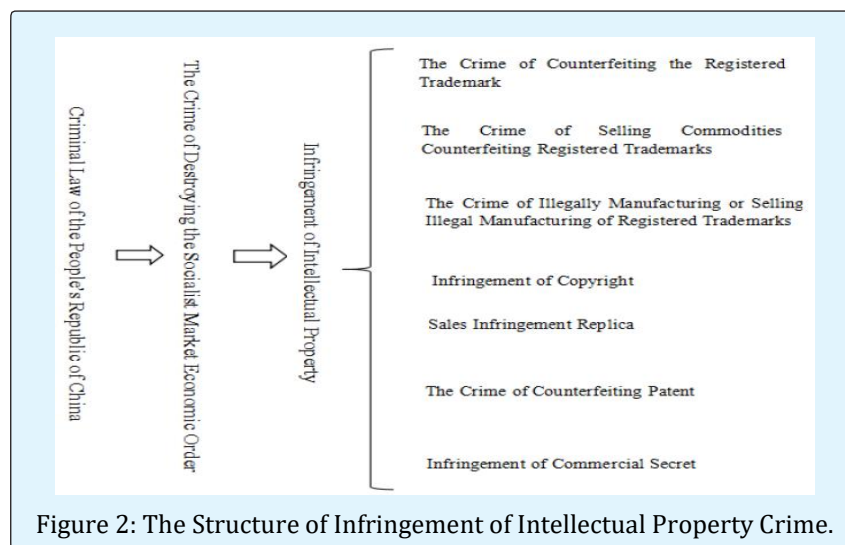 Criminal Law of the People's Republic of China
The Crime of Destroying the Socialist Market Economic Order
Infringement of Intellectual Property
The Crime of Counterfeiting the Registered
Trademark
The Crime of Selling Commodities
Counterfeiting Registered Trademarks
The Crime of Illegally Manufacturing or Selling
Illegal Manufacturing of Registered Trademarks
Infringement of Copyright
Sales Infringement Replica
The Crime of Counterfeiting Patent
Infringement of Commercial Secret
Figure 2: The Structure of Infringement of Intellectual Property Crime.